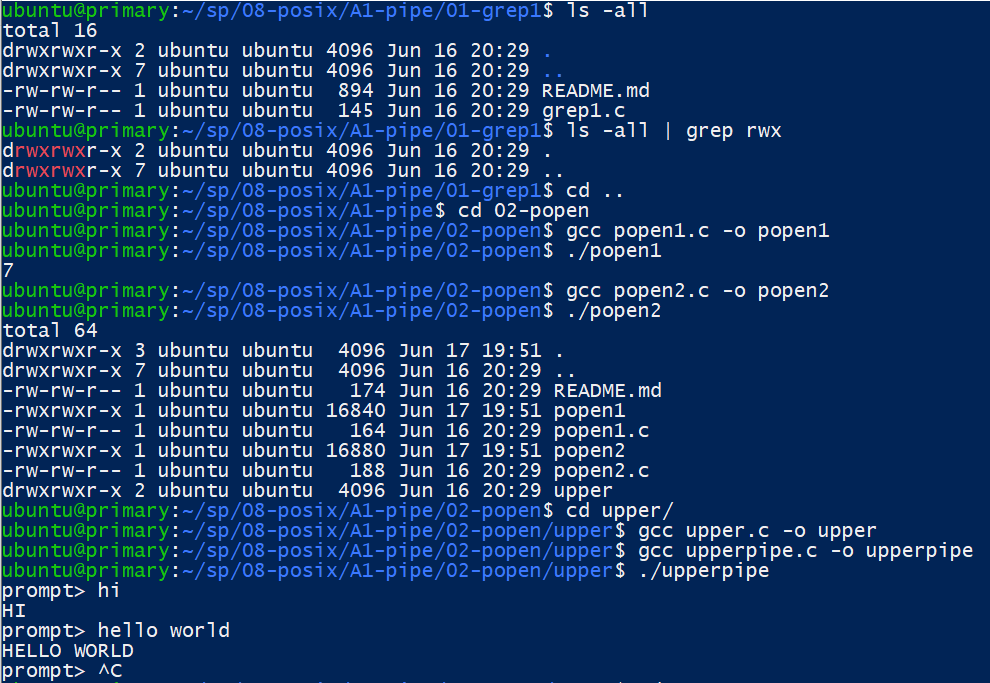 ubuntu@primary:~/sp/08-posix/A1-pipe/01-grep1$ ls -all
total 16
drwxrwxr-x 2 ubuntu ubuntu 4096 Jun 16 20:29 .
drwxrwxr-x 7 ubuntu ubuntu 4096 Jun 16 20:29 ..
-rw-rw-r-- 1 ubuntu ubuntu  894 Jun 16 20:29 README.md
-rw-rw-r-- 1 ubuntu ubuntu  145 Jun 16 20:29 grep1.c
ubuntu@primary:~/sp/08-posix/A1-pipe/01-grep1$ ls -all | grep rwx
drwxrwxr-x 2 ubuntu ubuntu 4096 Jun 16 20:29 .
drwxrwxr-x 7 ubuntu ubuntu 4096 Jun 16 20:29 ..
ubuntu@primary:~/sp/08-posix/A1-pipe/01-grep1$ cd ..
ubuntu@primary:~/sp/08-posix/A1-pipe$ cd 02-popen
ubuntu@primary:~/sp/08-posix/A1-pipe/02-popen$ gcc popen1.c -o popen1
ubuntu@primary:~/sp/08-posix/A1-pipe/02-popen$ ./popen1
7
ubuntu@primary:~/sp/08-posix/A1-pipe/02-popen$ gcc popen2.c -o popen2
ubuntu@primary:~/sp/08-posix/A1-pipe/02-popen$ ./popen2
total 64
drwxrwxr-x 3 ubuntu ubuntu  4096 Jun 17 19:51 .
drwxrwxr-x 7 ubuntu ubuntu  4096 Jun 16 20:29 ..
-rw-rw-r-- 1 ubuntu ubuntu   174 Jun 16 20:29 README.md
-rwxrwxr-x 1 ubuntu ubuntu 16840 Jun 17 19:51 popen1
-rw-rw-r-- 1 ubuntu ubuntu   164 Jun 16 20:29 popen1.c
-rwxrwxr-x 1 ubuntu ubuntu 16880 Jun 17 19:51 popen2
-rw-rw-r-- 1 ubuntu ubuntu   188 Jun 16 20:29 popen2.c
drwxrwxr-x 2 ubuntu ubuntu  4096 Jun 16 20:29 upper
ubuntu@primary:~/sp/08-posix/A1-pipe/02-popen$ cd upper/
ubuntu@primary:~/sp/08-posix/A1-pipe/02-popen/upper$ gcc upper.c -o upper
ubuntu@primary:~/sp/08-posix/A1-pipe/02-popen/upper$ gcc upperpipe.c -o upperpipe
ubuntu@primary:~/sp/08-posix/A1-pipe/02-popen/upper$ ./upperpipe
prompt> hi
HI
prompt> hello world
HELLO WORLD
prompt> ^C